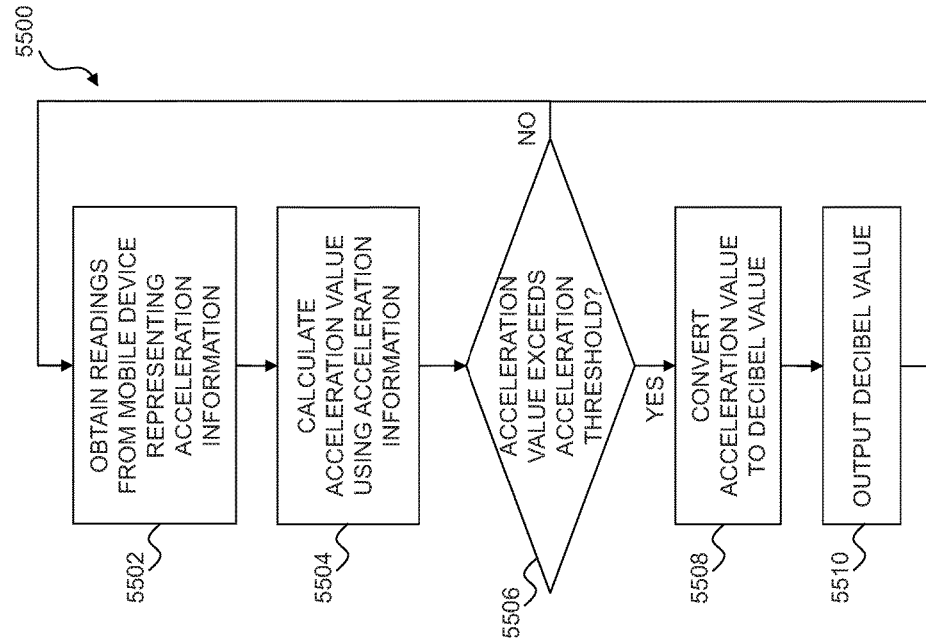 5500
OBTAIN READINGS
FROM MOBILE DEVICE
REPRESENTING
ACCELERATION
INFORMATION
5502
CALCULATE
ACCELERATION VALUE
USING ACCELERATION
INFORMATION
5504
ACCELERATION
VALUE EXCEEDS
ACCELERATION
THRESHOLD?
5506
NO
YES
CONVERT
ACCELERATION VALUE
TO DECIBEL VALUE
5508
OUTPUT DECIBEL VALUE
5510